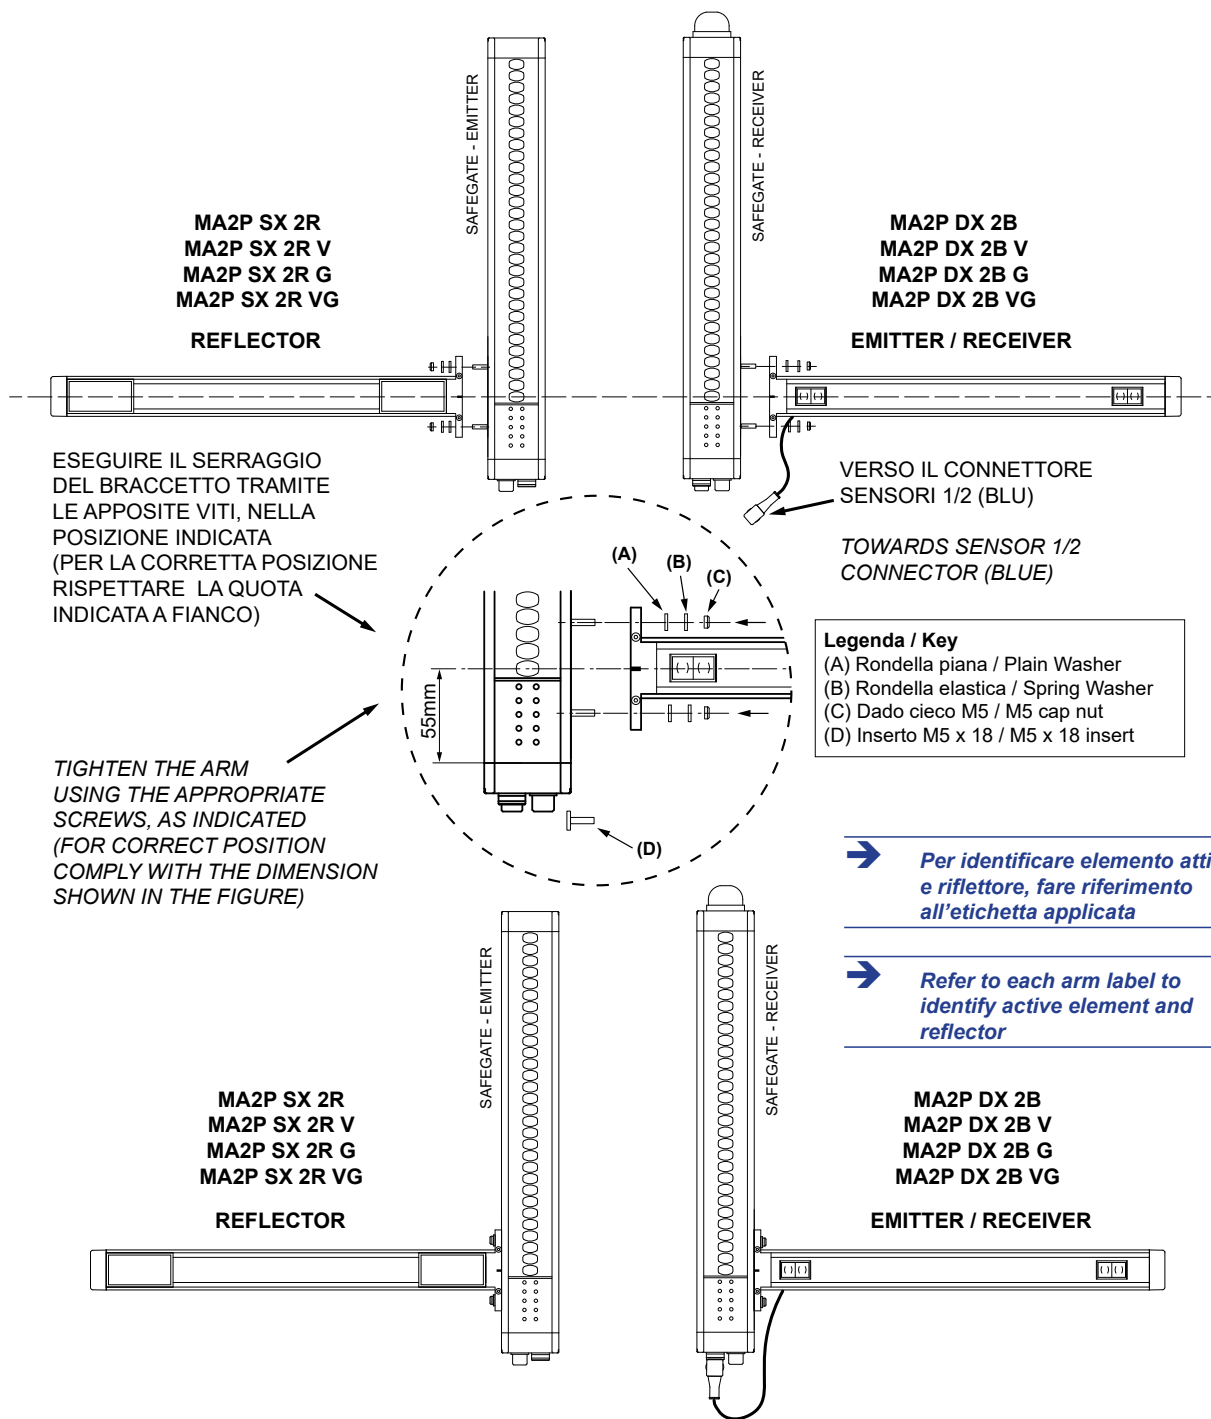 SAFEGATE - EMITTER
SAFEGATE - RECEIVER
MA2P SX 2R
MA2P SX 2R V
MA2P SX 2R G
MA2P SX 2R VG
REFLECTOR
MA2P DX 2B
MA2P DX 2B V
MA2P DX 2B G
MA2P DX 2B VG
EMITTER / RECEIVER
ESEGUIRE IL SERRAGGIO
DEL BRACCETTO TRAMITE
LE APPOSITE VITI, NELLA
POSIZIONE INDICATA
(PER LA CORRETTA POSIZIONE
RISPETTARE LA QUOTA
INDICATA A FIANCO)
VERSO IL CONNETTORE
SENSORI 1/2 (BLU)
TOWARDS SENSOR 1/2
CONNECTOR (BLUE)
(A)
(B)
(C)
55mm
(D)
Legenda / Key
(A) Rondella piana / Plain Washer
(B) Rondella elastica / Spring Washer
(C) Dado cieco M5 / M5 cap nut
(D) Inserto M5 x 18 / M5 x 18 insert
TIGHTEN THE ARM
USING THE APPROPRIATE
SCREWS, AS INDICATED
(FOR CORRECT POSITION
COMPLY WITH THE DIMENSION
SHOWN IN THE FIGURE)
Per identificare elemento atti
e riflettore, fare riferimento
all'etichetta applicata
Refer to each arm label to
identify active element and
reflector
SAFEGATE - EMITTER
SAFEGATE - RECEIVER
MA2P SX 2R
MA2P SX 2R V
MA2P SX 2R G
MA2P SX 2R VG
REFLECTOR
MA2P DX 2B
MA2P DX 2B V
MA2P DX 2B G
MA2P DX 2B VG
EMITTER / RECEIVER